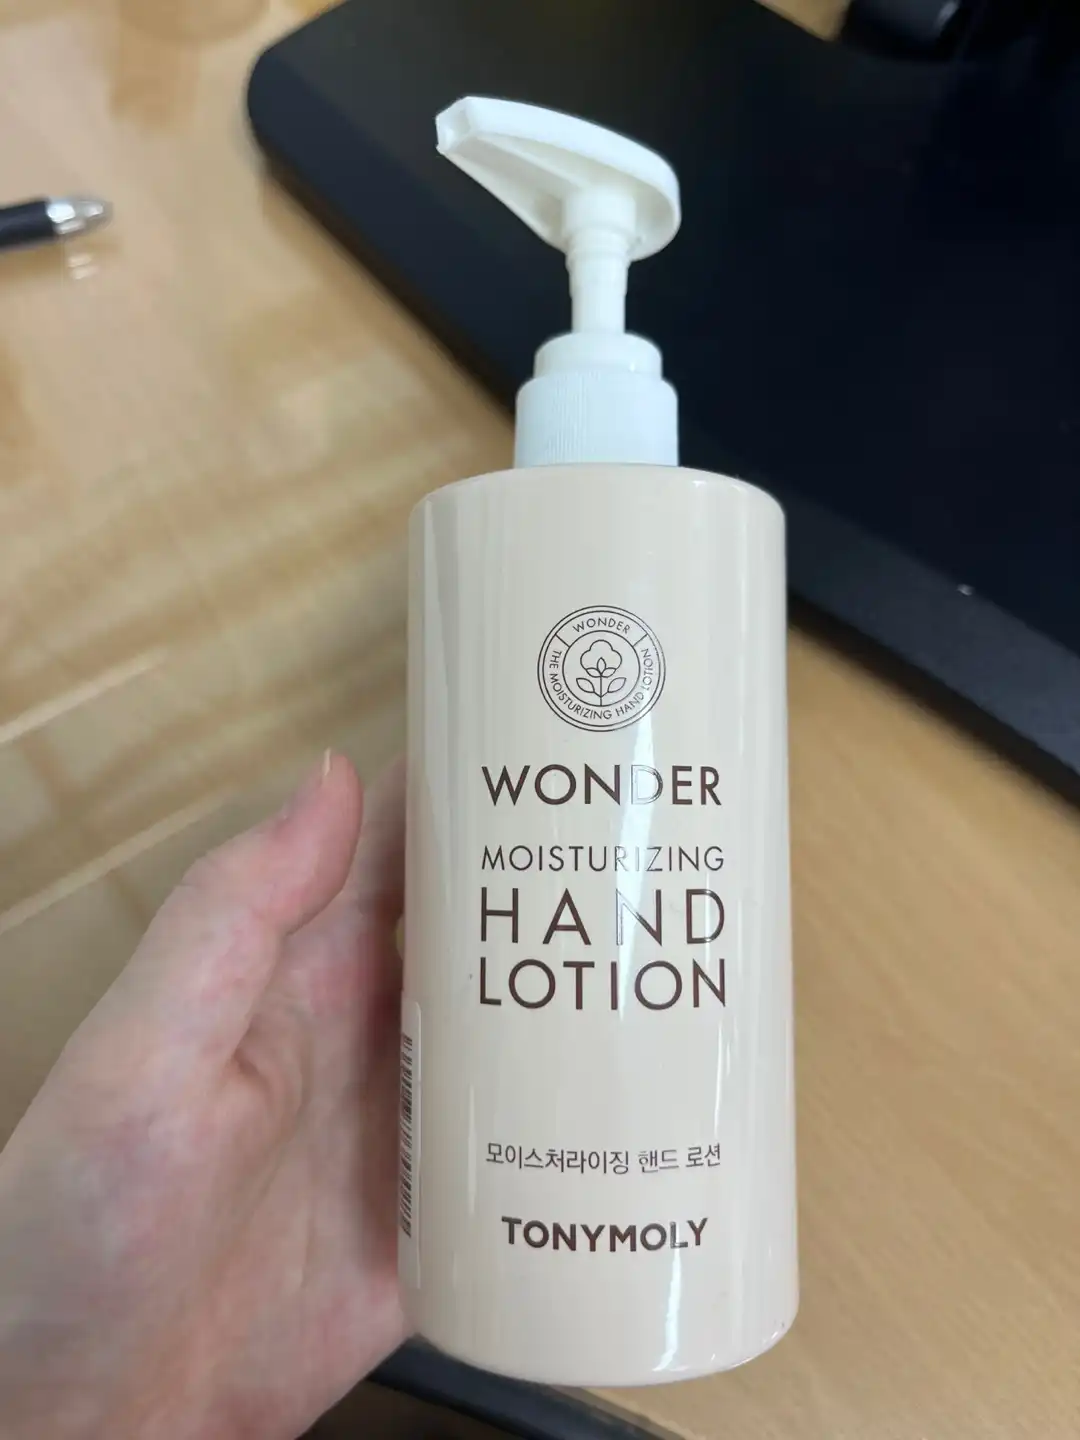 WONDER
THE MOISTURIZING HAND LOTION
WONDER
MOISTURIZING
HAND
LOTION
모이스처라이징 핸드 로션
TONYMOLY